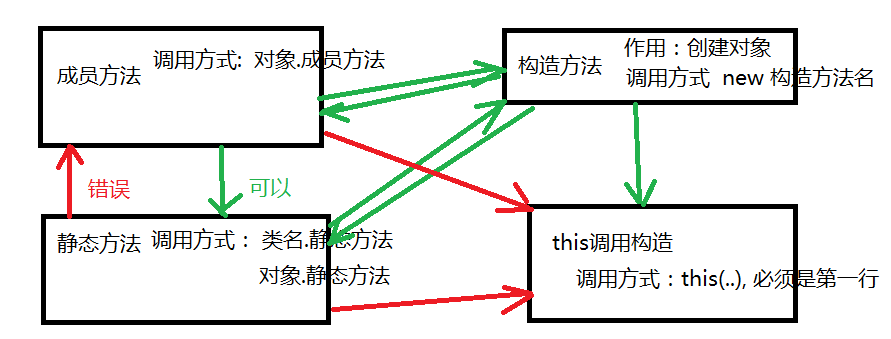 成员方法
调用方式: 对象.成员方法
构造方法
作用：创建对象
调用方式 new 构造方法名
错误
可以
静态方法
调用方式： 类名.静态方法
对象.静态方法
this调用构造
调用方式：this(..), 必须是第一行